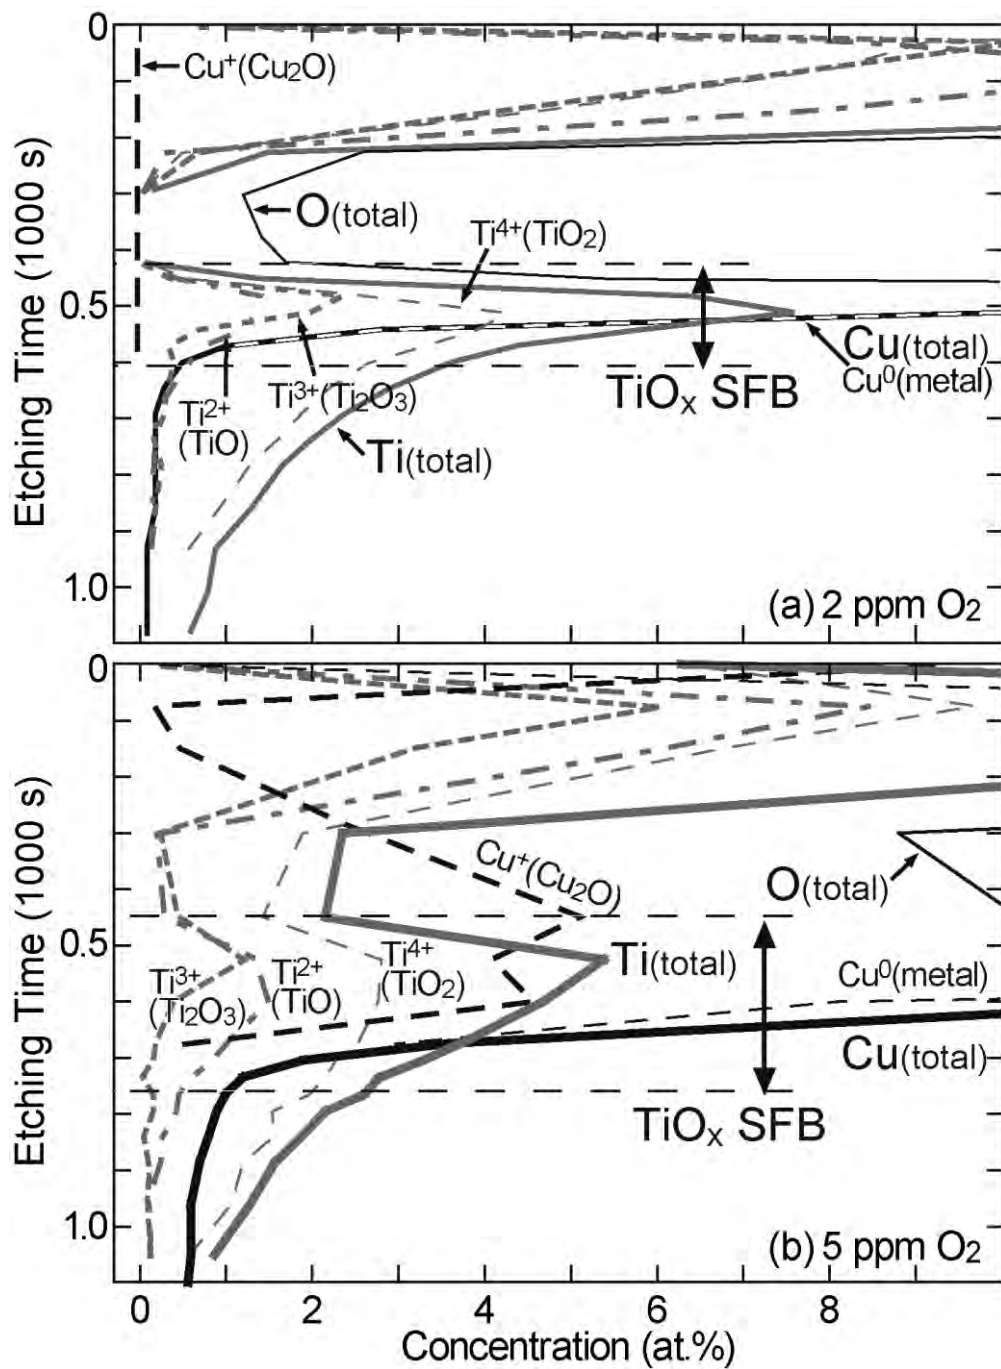 0
Cu⁺(Cu₂O)
O(total)
Ti⁴⁺(TiO₂)
0.5
Cu(total)
Cu⁰(metal)
Ti³⁺(Ti₂O₃)
TiOₓ SFB
Ti²⁺
(TiO)
Ti(total)
1.0
(a) 2 ppm O₂
Etching Time (1000 s)
0
Cu⁺(Cu₂O)
O(total)
0.5
Ti³⁺
(Ti₂O₃)
Ti²⁺
(TiO)
Ti⁴⁺
(TiO₂)
Ti(total)
Cu⁰(metal)
Cu(total)
TiOₓ SFB
1.0
(b) 5 ppm O₂
Etching Time (1000 s)
0 2 4 6 8 10
Concentration (at.%)